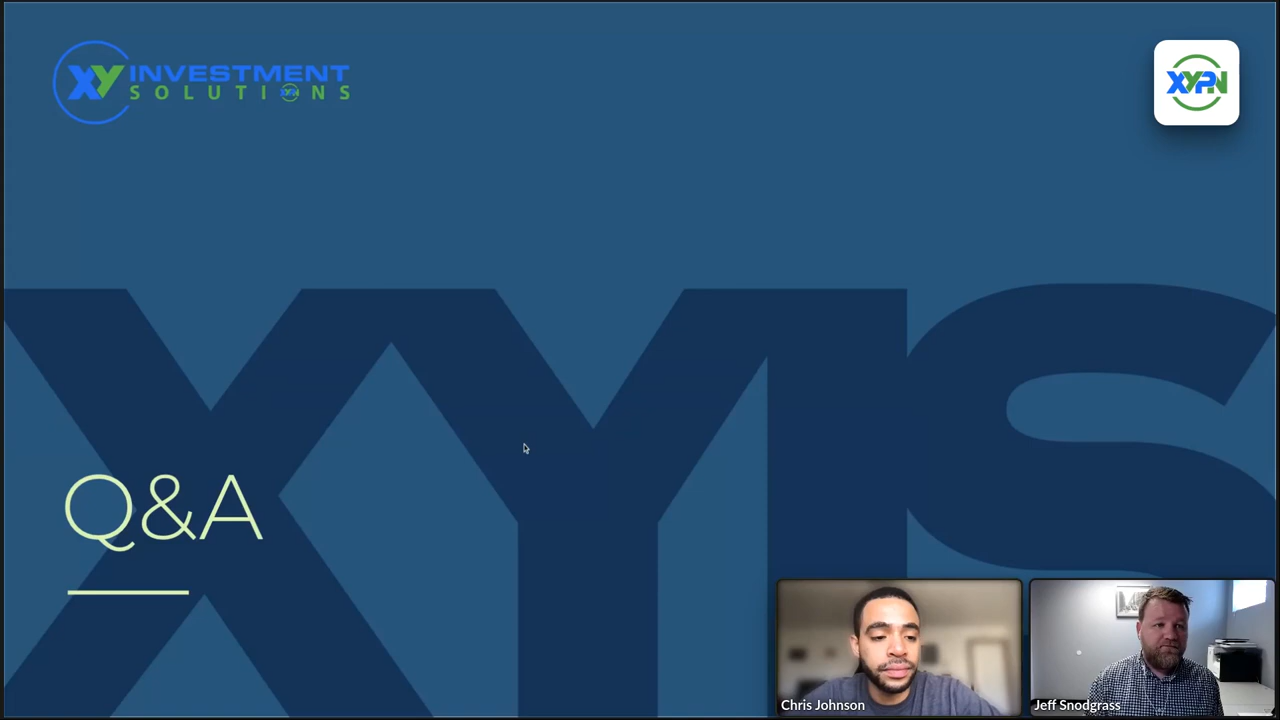 XY INVESTMENT
SOLUTIONS
XYPN
XYIS
Q&A
Chris Johnson
Jeff Snodgrass